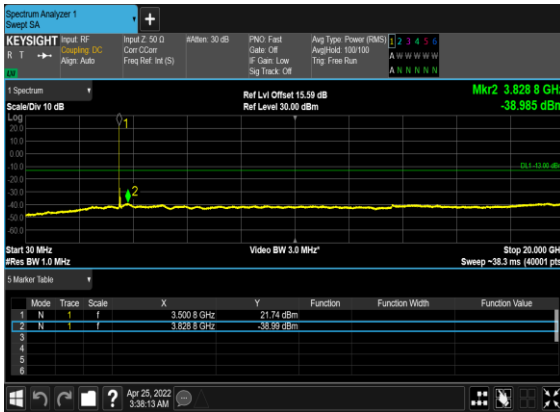 Spectrum Analyzer 1
Swept SA
KEYSIGHT
R T
LW
Input: RF
Coupling: DC
Align: Auto
Input Z: 50 Ω
Corr CCorr
Freq Ref: Int (S)
#Atten: 30 dB
PNO: Fast
Gate: Off
IF Gain: Low
Sig Track: Off
Avg Type: Power (RMS)
Avg|Hold: 100/100
Trig: Free Run
1 2 3 4 5 6
A W W W W W
A N N N N N
1 Spectrum
Scale/Div 10 dB
Ref Lvl Offset 15.59 dB
Ref Level 30.00 dBm
Mkr2 3.828 8 GHz
-38.985 dBm
Log
20.0
10.0
0.00
-10.0
-20.0
-30.0
-40.0
-50.0
-60.0
1
2
DL1 -13.00 dBm
Start 30 MHz
#Res BW 1.0 MHz
Video BW 3.0 MHz*
Stop 20.000 GHz
Sweep ~38.3 ms (40001 pts)
5 Marker Table
Mode Trace Scale X Y Function Function Width Function Value
1 N 1 f 3.500 8 GHz 21.74 dBm
2 N 1 f 3.828 8 GHz -38.99 dBm
3
4
5
6
Apr 25, 2022
3:38:13 AM